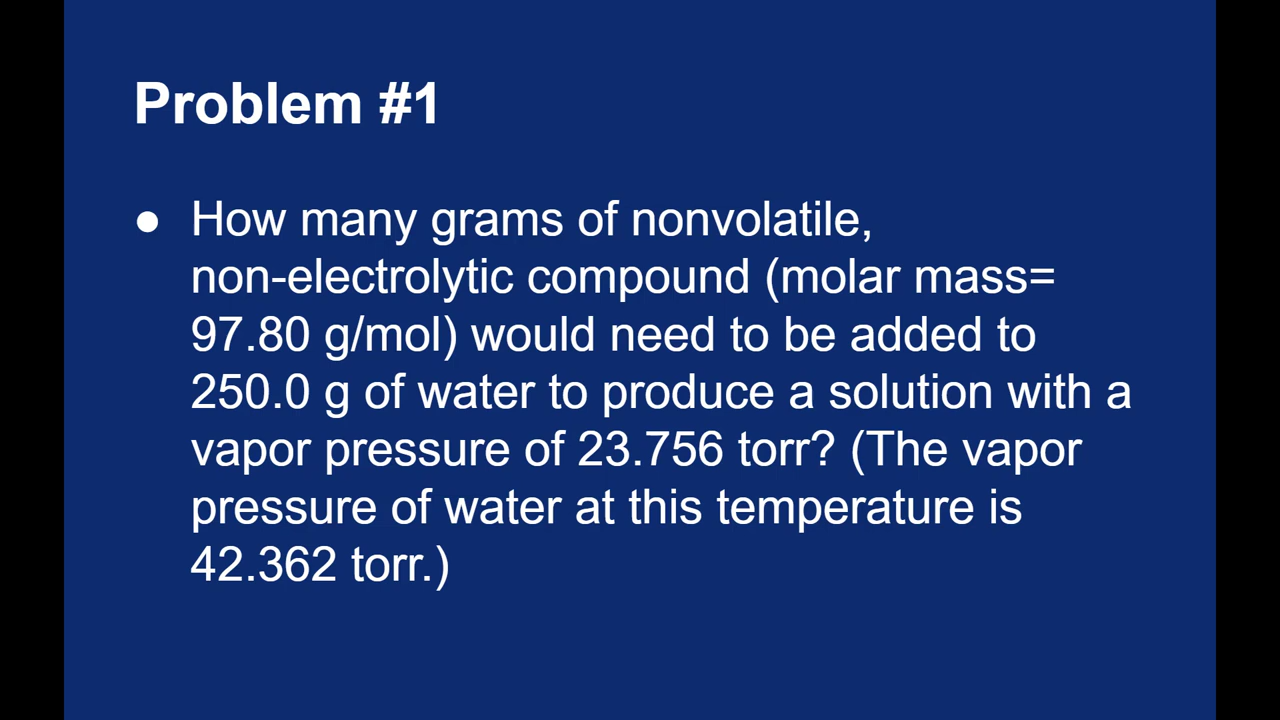 Problem #1
● How many grams of nonvolatile,
non-electrolytic compound (molar mass=
97.80 g/mol) would need to be added to
250.0 g of water to produce a solution with a
vapor pressure of 23.756 torr? (The vapor
pressure of water at this temperature is
42.362 torr.)